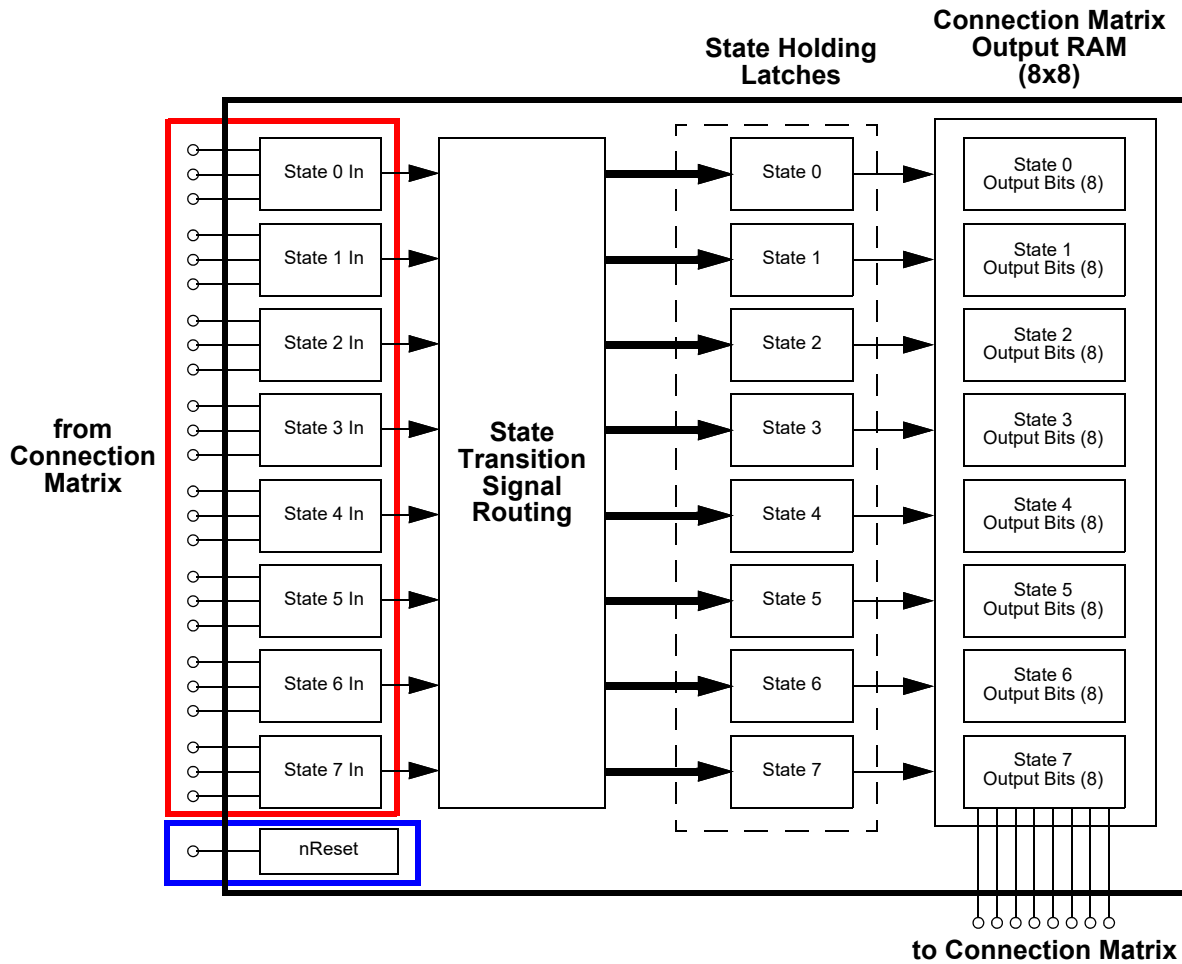 Connection Matrix
Output RAM
(8x8)
State Holding
Latches
from
Connection
Matrix
State 0 In
State 1 In
State 2 In
State 3 In
State 4 In
State 5 In
State 6 In
State 7 In
nReset
State
Transition
Signal
Routing
State 0
State 1
State 2
State 3
State 4
State 5
State 6
State 7
State 0
Output Bits (8)
State 1
Output Bits (8)
State 2
Output Bits (8)
State 3
Output Bits (8)
State 4
Output Bits (8)
State 5
Output Bits (8)
State 6
Output Bits (8)
State 7
Output Bits (8)
to Connection Matrix